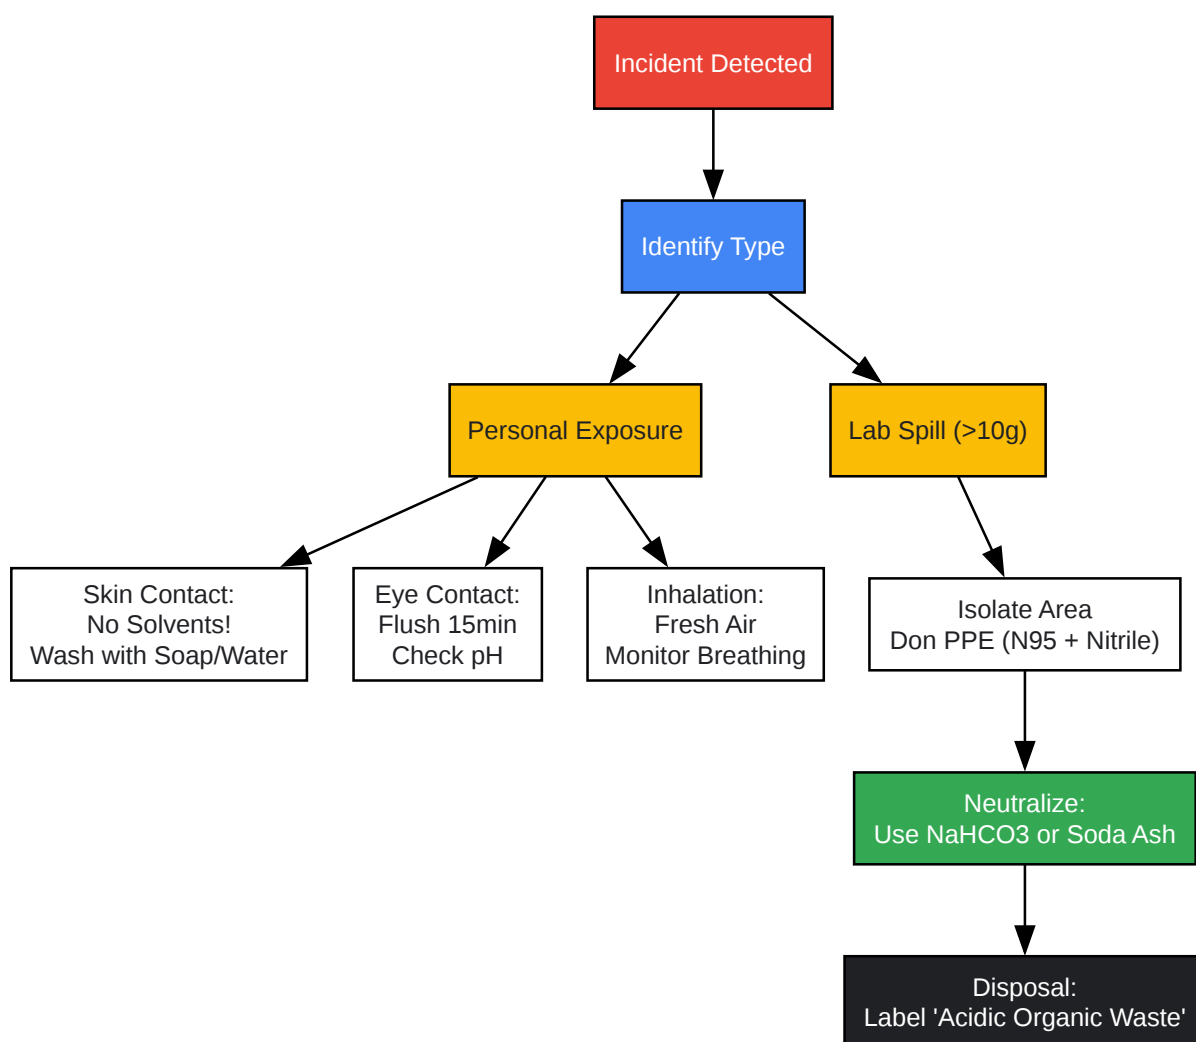 Incident Detected
Identify Type
Personal Exposure
Lab Spill (>10g)
Skin Contact:
No Solvents!
Wash with Soap/Water
Eye Contact:
Flush 15min
Check pH
Inhalation:
Fresh Air
Monitor Breathing
Isolate Area
Don PPE (N95 + Nitrile)
Neutralize:
Use NaHCO3 or Soda Ash
Disposal:
Label 'Acidic Organic Waste'